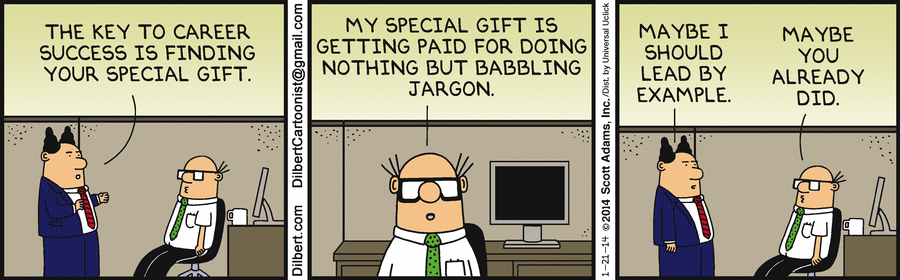 THE KEY TO CAREER
SUCCESS IS FINDING
YOUR SPECIAL GIFT.
Dilbert.com DilbertCartoonist@gmail.com
MY SPECIAL GIFT IS
GETTING PAID FOR DOING
NOTHING BUT BABBLING
JARGON.
1-21-14 ©2014 Scott Adams, Inc. /Dist. by Universal Uclick
MAYBE I
SHOULD
LEAD BY
EXAMPLE.
MAYBE
YOU
ALREADY
DID.